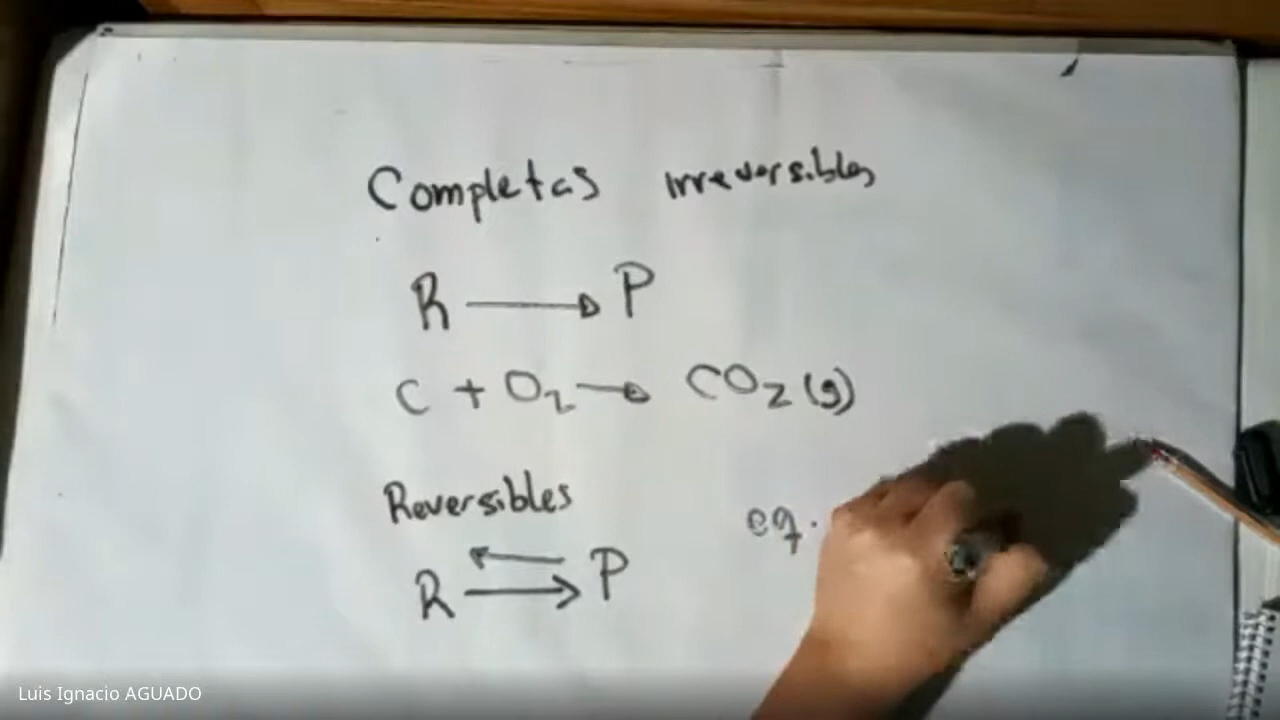 Completas irreversibles
R → P
C + O₂ → CO₂ (g)
Reversibles
eq.
R ⇄ P
Luis Ignacio AGUADO